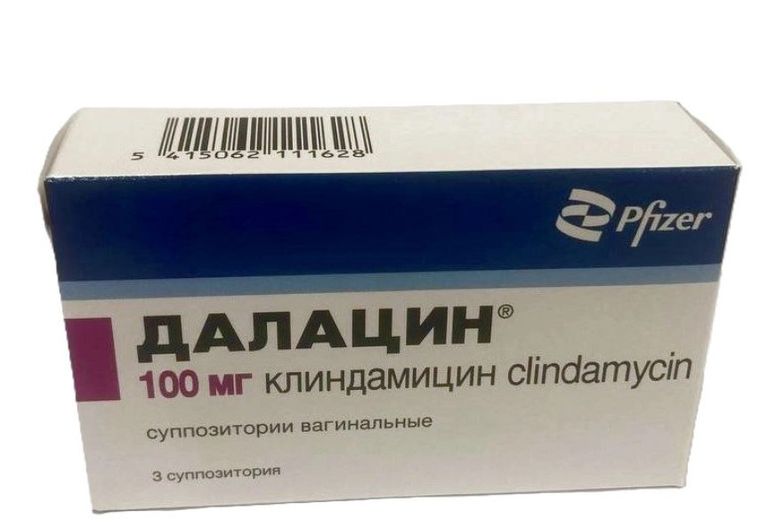 5 415062 111628
Pfizer
ДАЛАЦИН®
100 мг клиндамицин clindamycin
суппозитории вагинальные
3 суппозитория